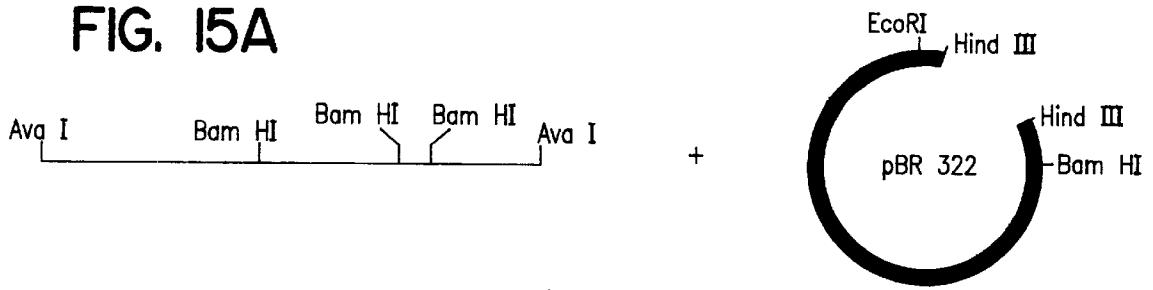 FIG. 15A
EcoRI
Hind III
Ava I
Bam HI
Bam HI
Bam HI
Ava I
+
Hind III
pBR 322
Bam HI